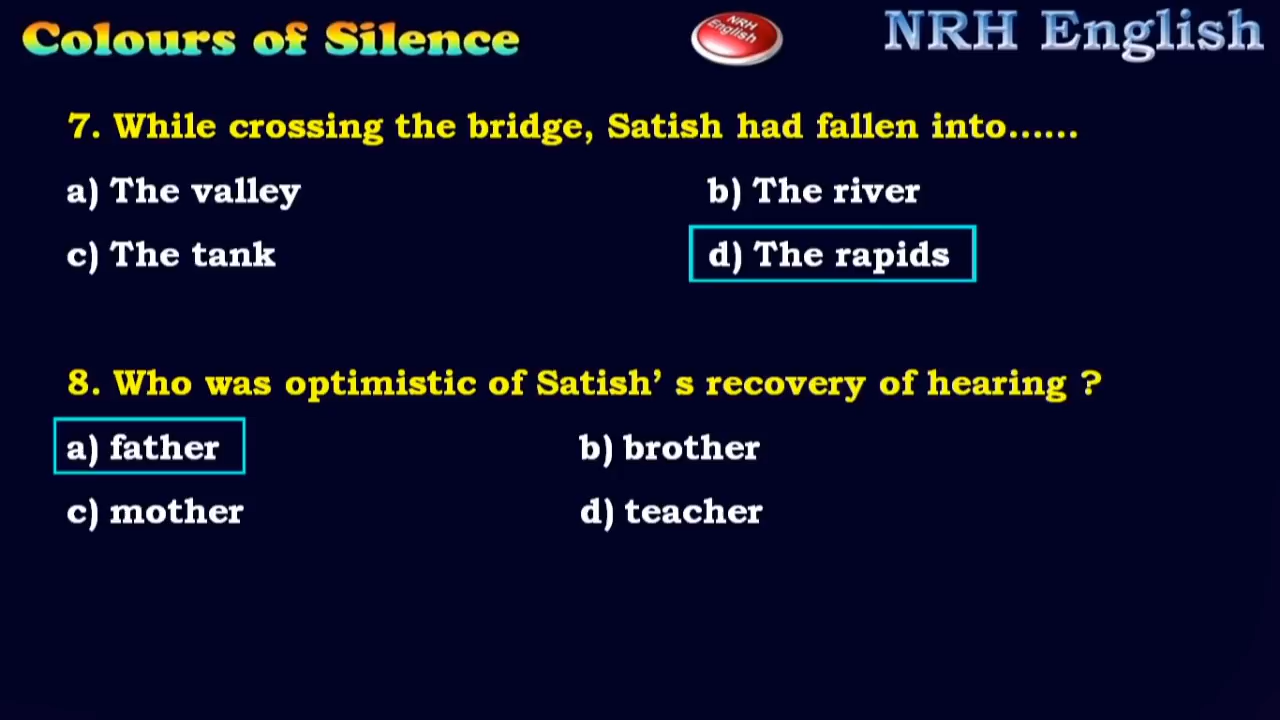 Colours of Silence
NRH English
NRH English
7. While crossing the bridge, Satish had fallen into......
a) The valley b) The river
c) The tank d) The rapids
8. Who was optimistic of Satish’ s recovery of hearing ?
a) father b) brother
c) mother d) teacher